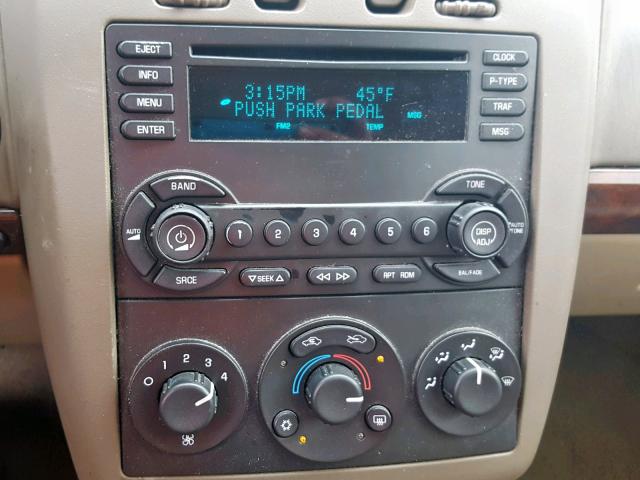 EJECT
INFO
MENU
ENTER
3:15PM 45°F
PUSH PARK PEDAL MSG
FM2 TEMP
CLOCK
P-TYPE
TRAF
MSG
BAND
TONE
AUTO
1 2 3 4 5 6
DISP
ADJ
AUTO
TONE
SRCE
▽ SEEK △
RPT RDM
BAL/FADE
1 2 3 4